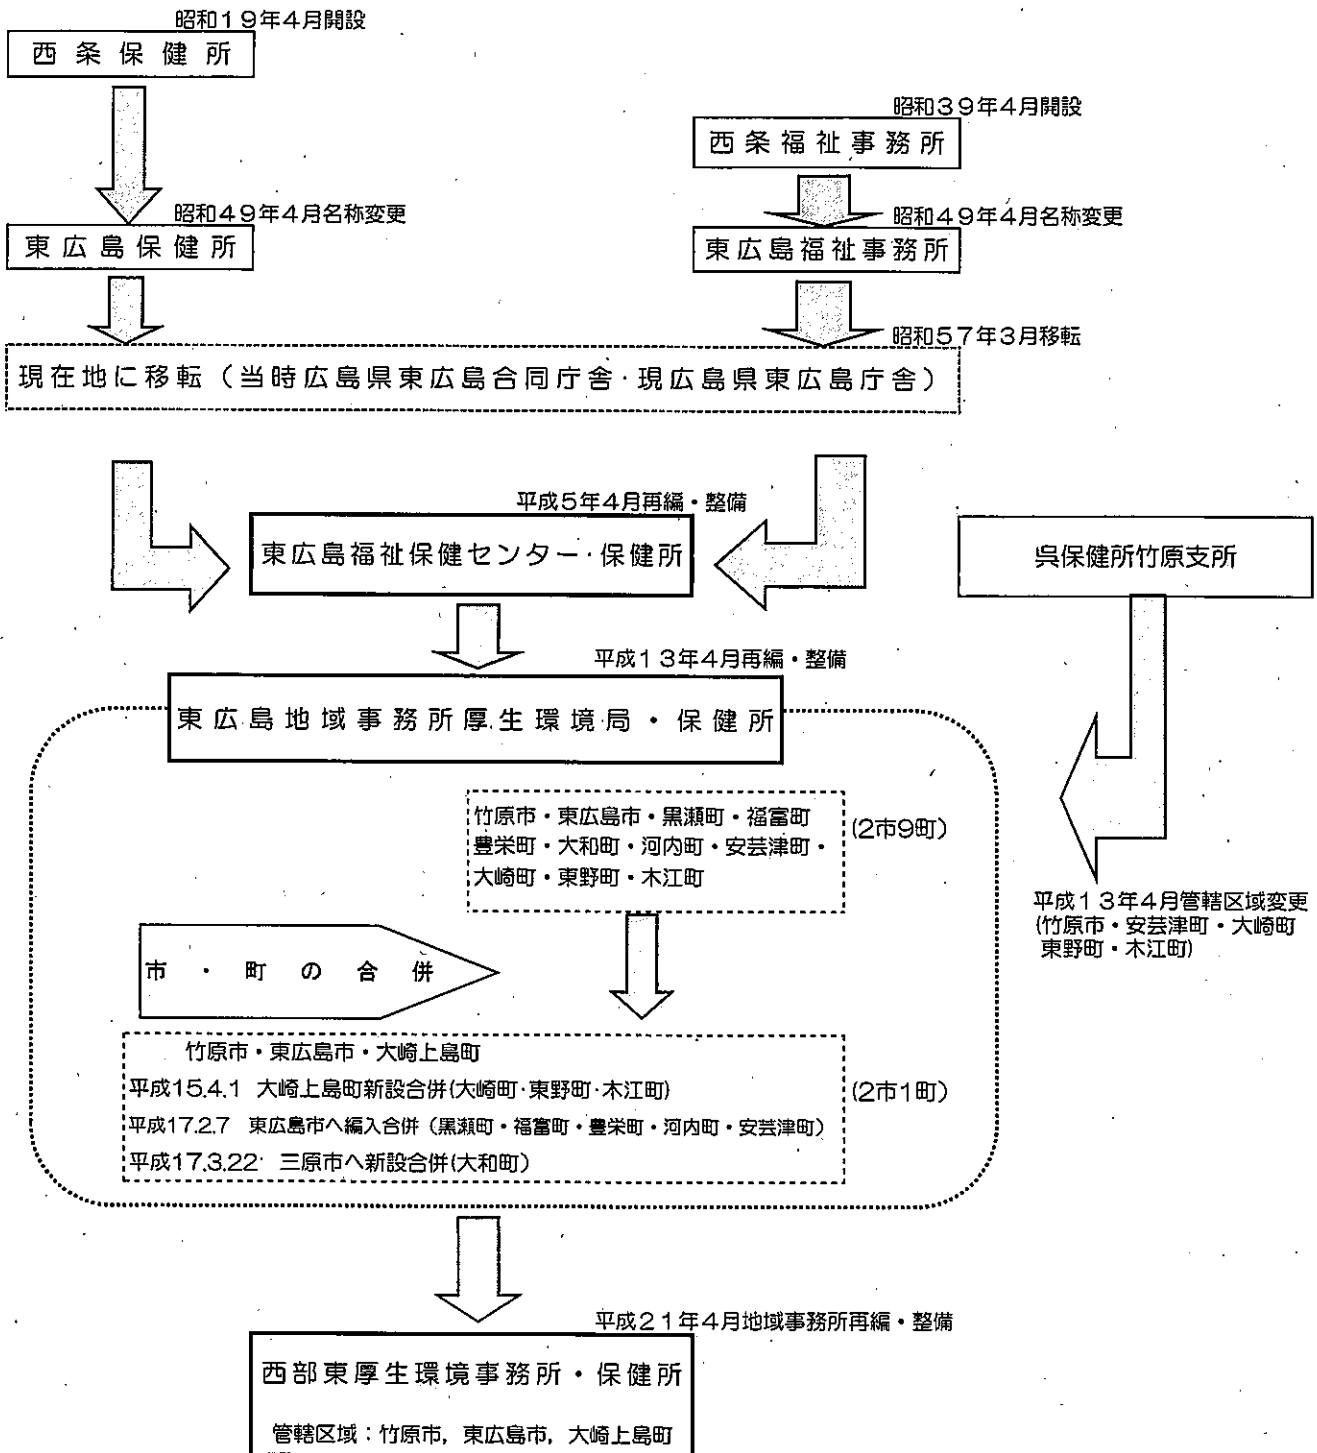 昭和19年4月開設
西条保健所
昭和39年4月開設
西条福祉事務所
昭和49年4月名称変更
東広島保健所
昭和49年4月名称変更
東広島福祉事務所
昭和57年3月移転
現在地に移転（当時広島県東広島合同庁舎・現広島県東広島庁舎）
平成5年4月再編・整備
東広島福祉保健センター・保健所
呉保健所竹原支所
平成13年4月再編・整備
東広島地域事務所厚生環境局・保健所
竹原市・東広島市・黒瀬町・福富町
豊栄町・大和町・河内町・安芸津町・
大崎町・東野町・木江町
(2市9町)
平成13年4月管轄区域変更
(竹原市・安芸津町・大崎町
東野町・木江町)
市・町の合併
竹原市・東広島市・大崎上島町
平成15.4.1 大崎上島町新設合併(大崎町・東野町・木江町)
平成17.2.7 東広島市へ編入合併（黒瀬町・福富町・豊栄町・河内町・安芸津町）
平成17.3.22 三原市へ新設合併(大和町)
(2市1町)
平成21年4月地域事務所再編・整備
西部東厚生環境事務所・保健所
管轄区域：竹原市，東広島市，大崎上島町